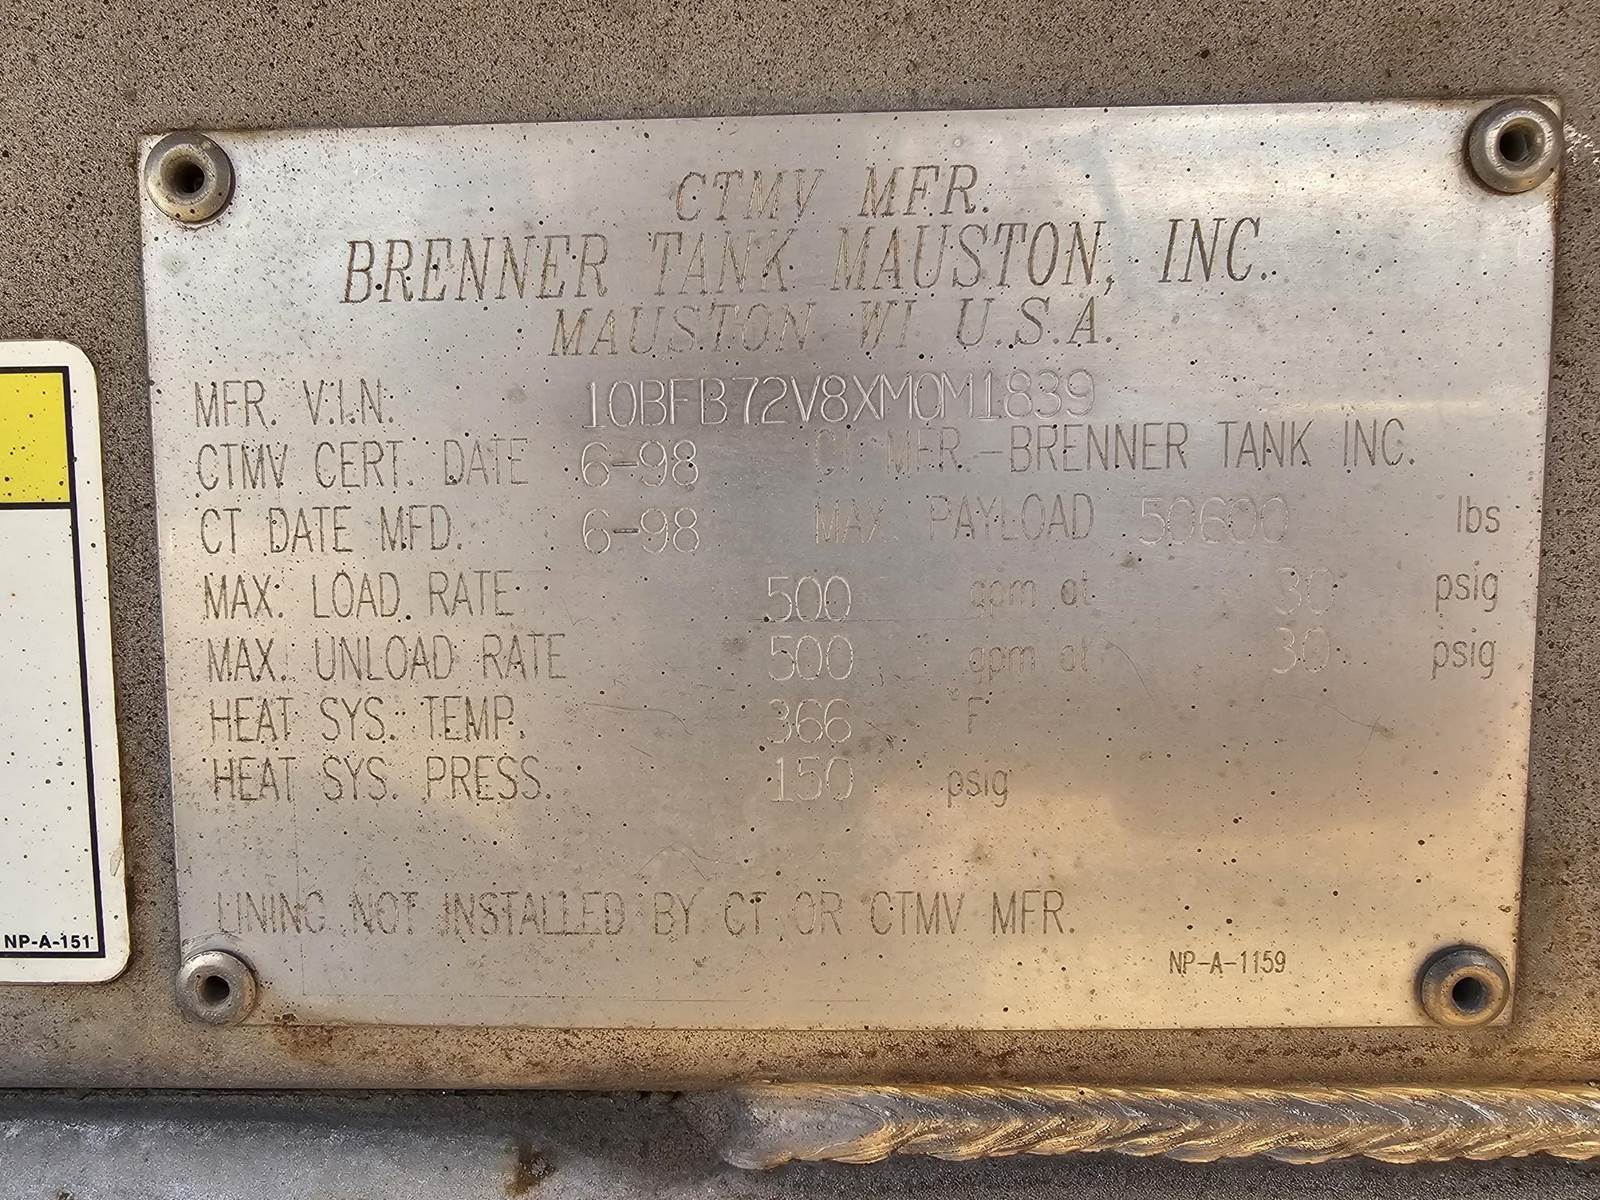 CTMV MFR.
BRENNER TANK MAUSTON, INC.
MAUSTON WI U.S.A.
MFR. V.I.N. 10BFB72V8XM0M1839
CTMV CERT. DATE 6-98 CT MFR.-BRENNER TANK INC.
CT DATE MFD. 6-98 MAX. PAYLOAD 50600 lbs
MAX. LOAD RATE 500 gpm at 30 psig
MAX. UNLOAD RATE 500 gpm at 30 psig
HEAT SYS. TEMP. 366 F
HEAT SYS. PRESS. 150 psig
LINING NOT INSTALLED BY CT OR CTMV MFR.
NP-A-1159
NP-A-151